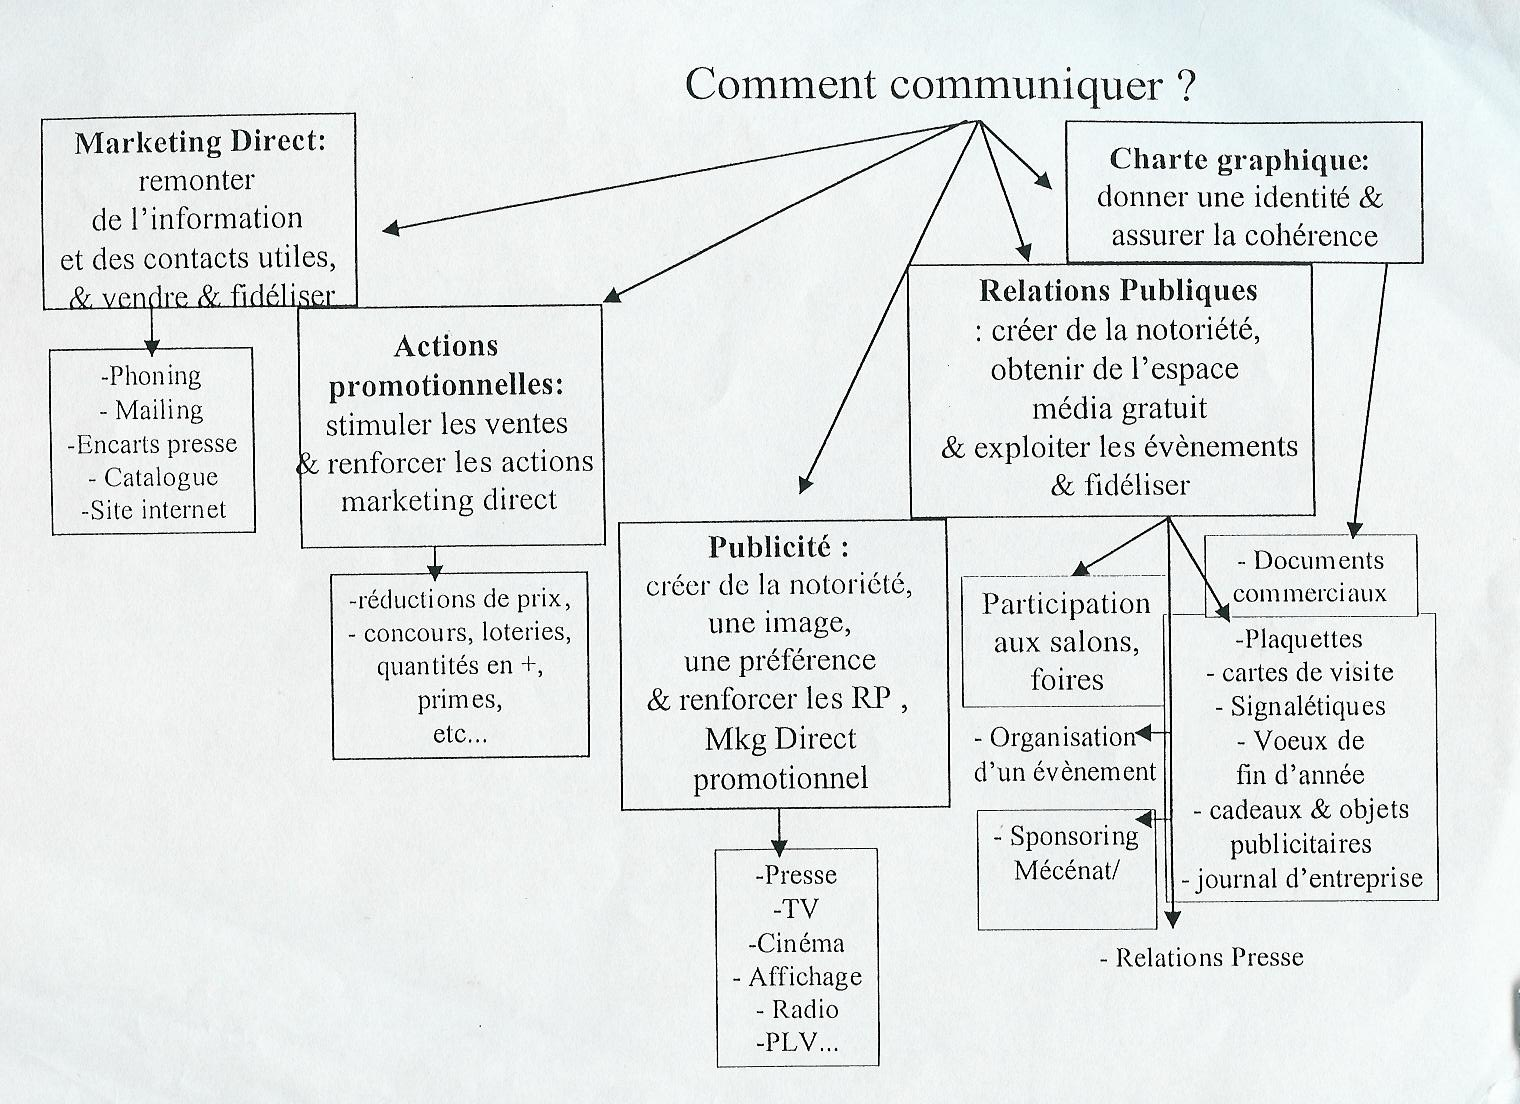 Comment communiquer ?
Marketing Direct:
remonter
de l'information
et des contacts utiles,
& vendre & fidéliser
-Phoning
- Mailing
-Encarts presse
- Catalogue
-Site internet
Actions
promotionnelles:
stimuler les ventes
& renforcer les actions
marketing direct
-réductions de prix,
- concours, loteries,
quantités en +,
primes,
etc...
Publicité :
créer de la notoriété,
une image,
une préférence
& renforcer les RP ,
Mkg Direct
promotionnel
-Presse
-TV
-Cinéma
- Affichage
- Radio
-PLV...
Relations Publiques
: créer de la notoriété,
obtenir de l'espace
média gratuit
& exploiter les évènements
& fidéliser
Participation
aux salons,
foires
- Organisation
d'un évènement
- Sponsoring
Mécénat/
- Relations Presse
Charte graphique:
donner une identité &
assurer la cohérence
- Documents
commerciaux
-Plaquettes
- cartes de visite
- Signalétiques
- Voeux de
fin d'année
- cadeaux & objets
publicitaires
- journal d'entreprise